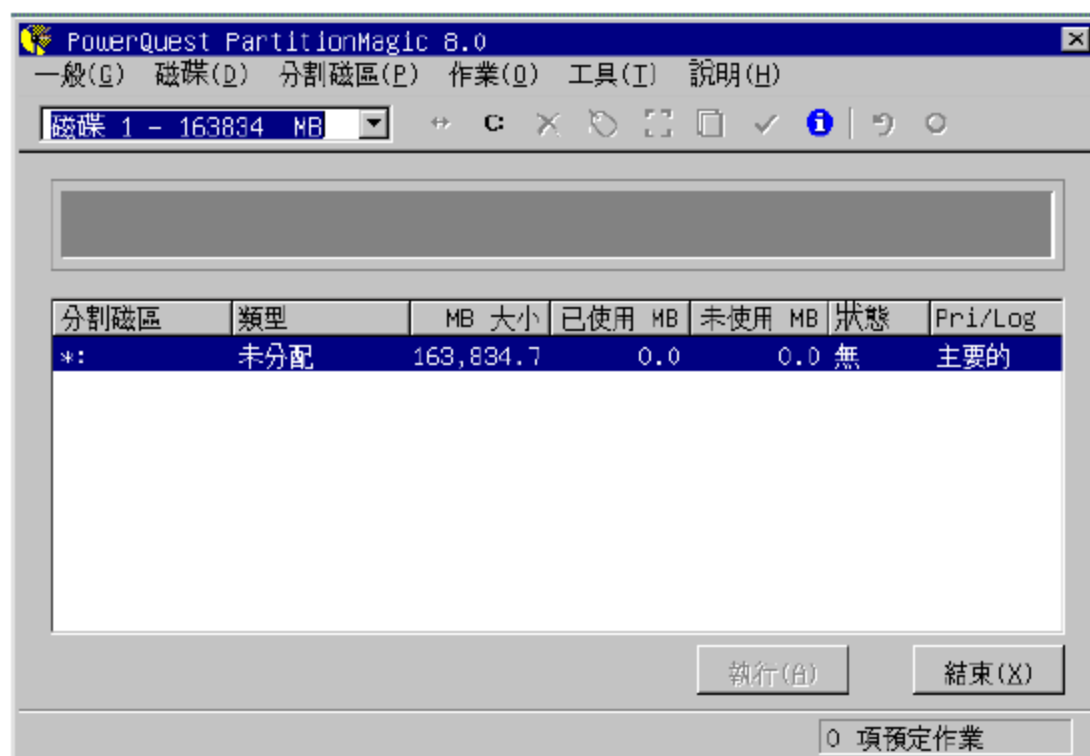 PowerQuest PartitionMagic 8.0
一般(G) 磁碟(D) 分割磁區(P) 作業(O) 工具(T) 說明(H)
磁碟 1 - 163834 MB C:
分割磁區 類型 MB 大小 已使用 MB 未使用 MB 狀態 Pri/Log
*: 未分配 163,834.7 0.0 0.0 無 主要的
執行(A) 結束(X)
0 項預定作業